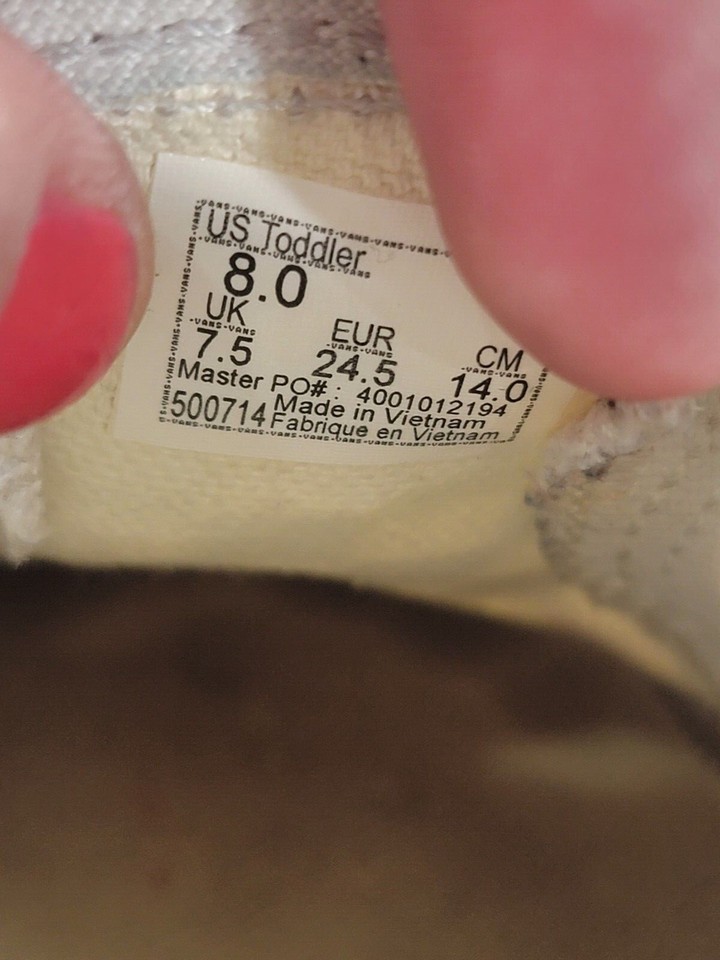 US Toddler
8.0
UK EUR CM
7.5 24.5 14.0
Master PO#: 4001012194
500714 Made in Vietnam
Fabrique en Vietnam